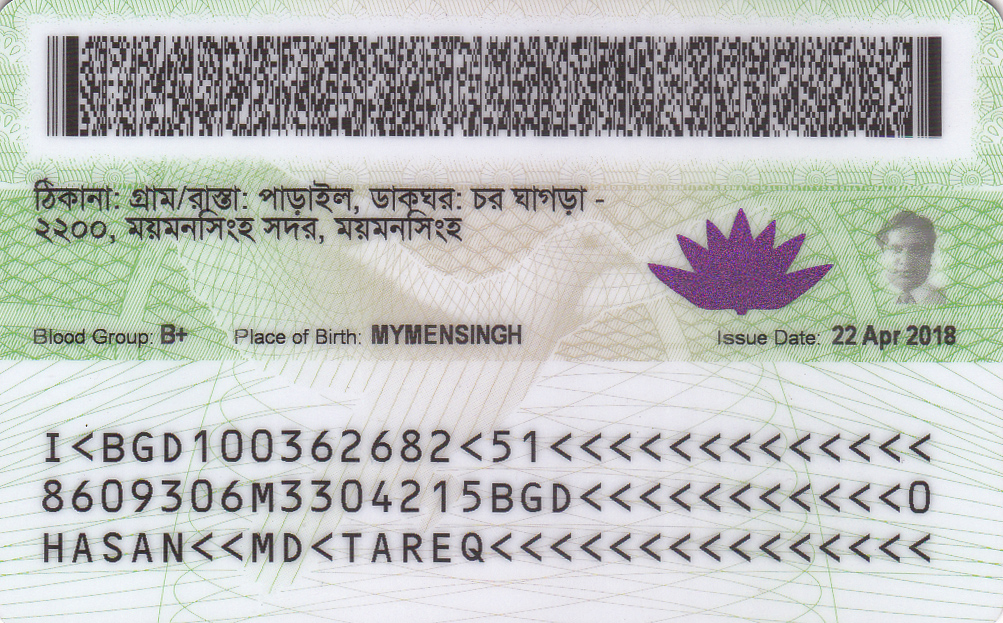 ঠিকানা: গ্রাম/রাস্তা: পাড়াইল, ডাকঘর: চর ঘাগড়া -
২২০০, ময়মনসিংহ সদর, ময়মনসিংহ
Blood Group: B+ Place of Birth: MYMENSINGH Issue Date: 22 Apr 2018
I<BGD100362682<51<<<<<<<<<<<<<
8609306M3304215BGD<<<<<<<<<<<0
HASAN<<MD<TAREQ<<<<<<<<<<<<<<<